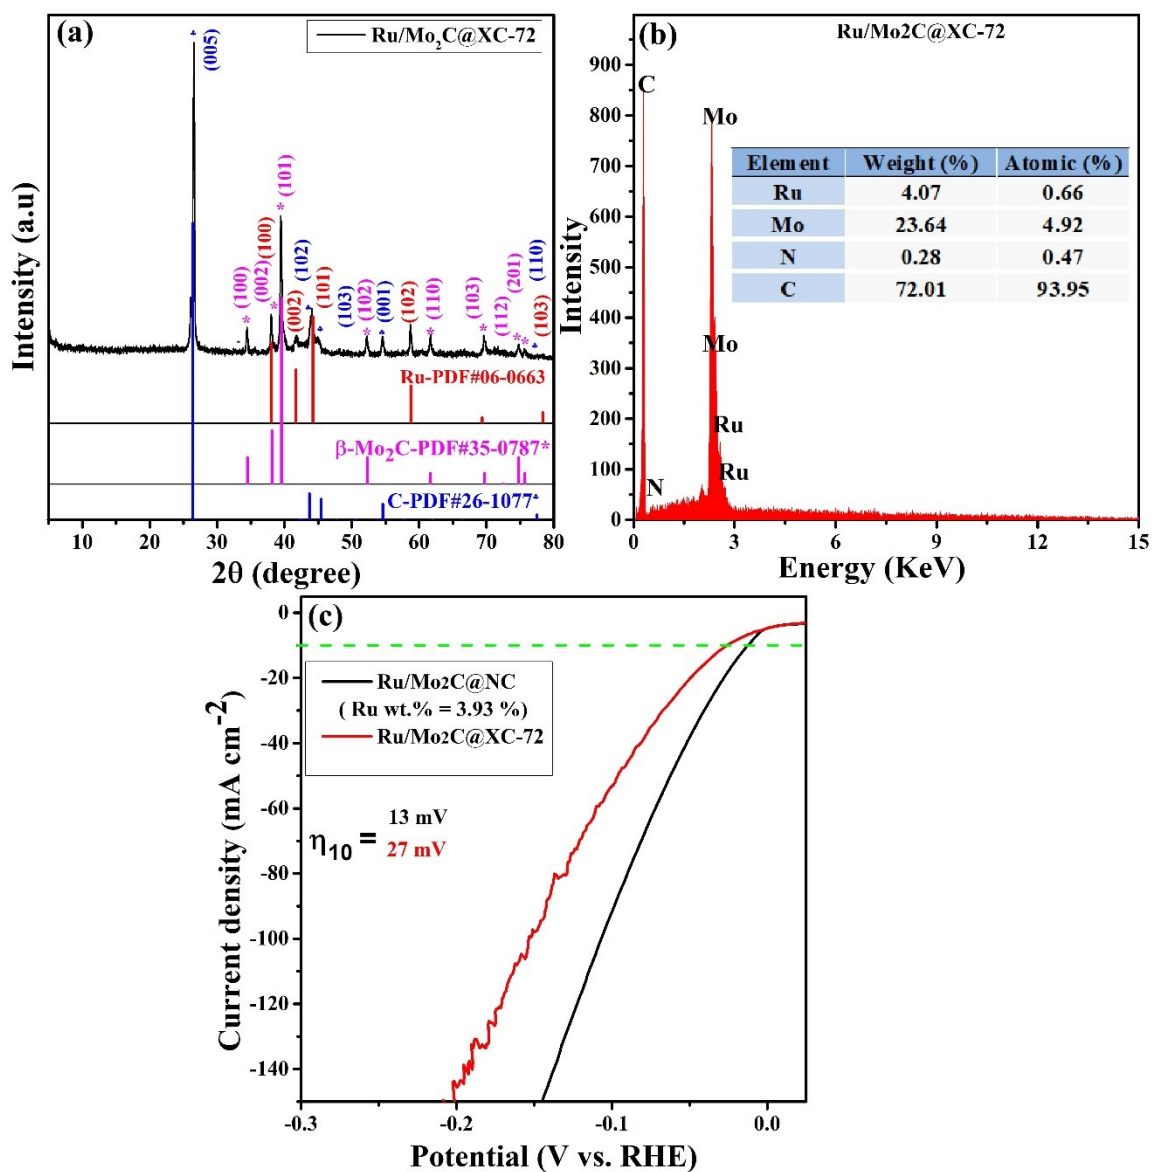 (a)
Ru/Mo₂C@XC-72
(005)
(100)
(002)
(100)
(101)
(002)
(102)
(101)
(103)
(102)
(001)
(102)
(110)
(103)
(112)
(201)
(103)
(110)
Ru-PDF#06-0663
β-Mo₂C-PDF#35-0787*
C-PDF#26-1077
Intensity (a.u)
10 20 30 40 50 60 70 80
2θ (degree)
(b)
Ru/Mo2C@XC-72
C
Mo
Mo
Ru
Ru
N
Element Weight (%) Atomic (%)
Ru 4.07 0.66
Mo 23.64 4.92
N 0.28 0.47
C 72.01 93.95
Intensity
900
800
700
600
500
400
300
200
100
0
0 3 6 9 12 15
Energy (KeV)
(c)
Ru/Mo2C@NC
( Ru wt.% = 3.93 %)
Ru/Mo2C@XC-72
η₁₀ =
13 mV
27 mV
Current density (mA cm⁻²)
0
-20
-40
-60
-80
-100
-120
-140
-0.3 -0.2 -0.1 0.0
Potential (V vs. RHE)